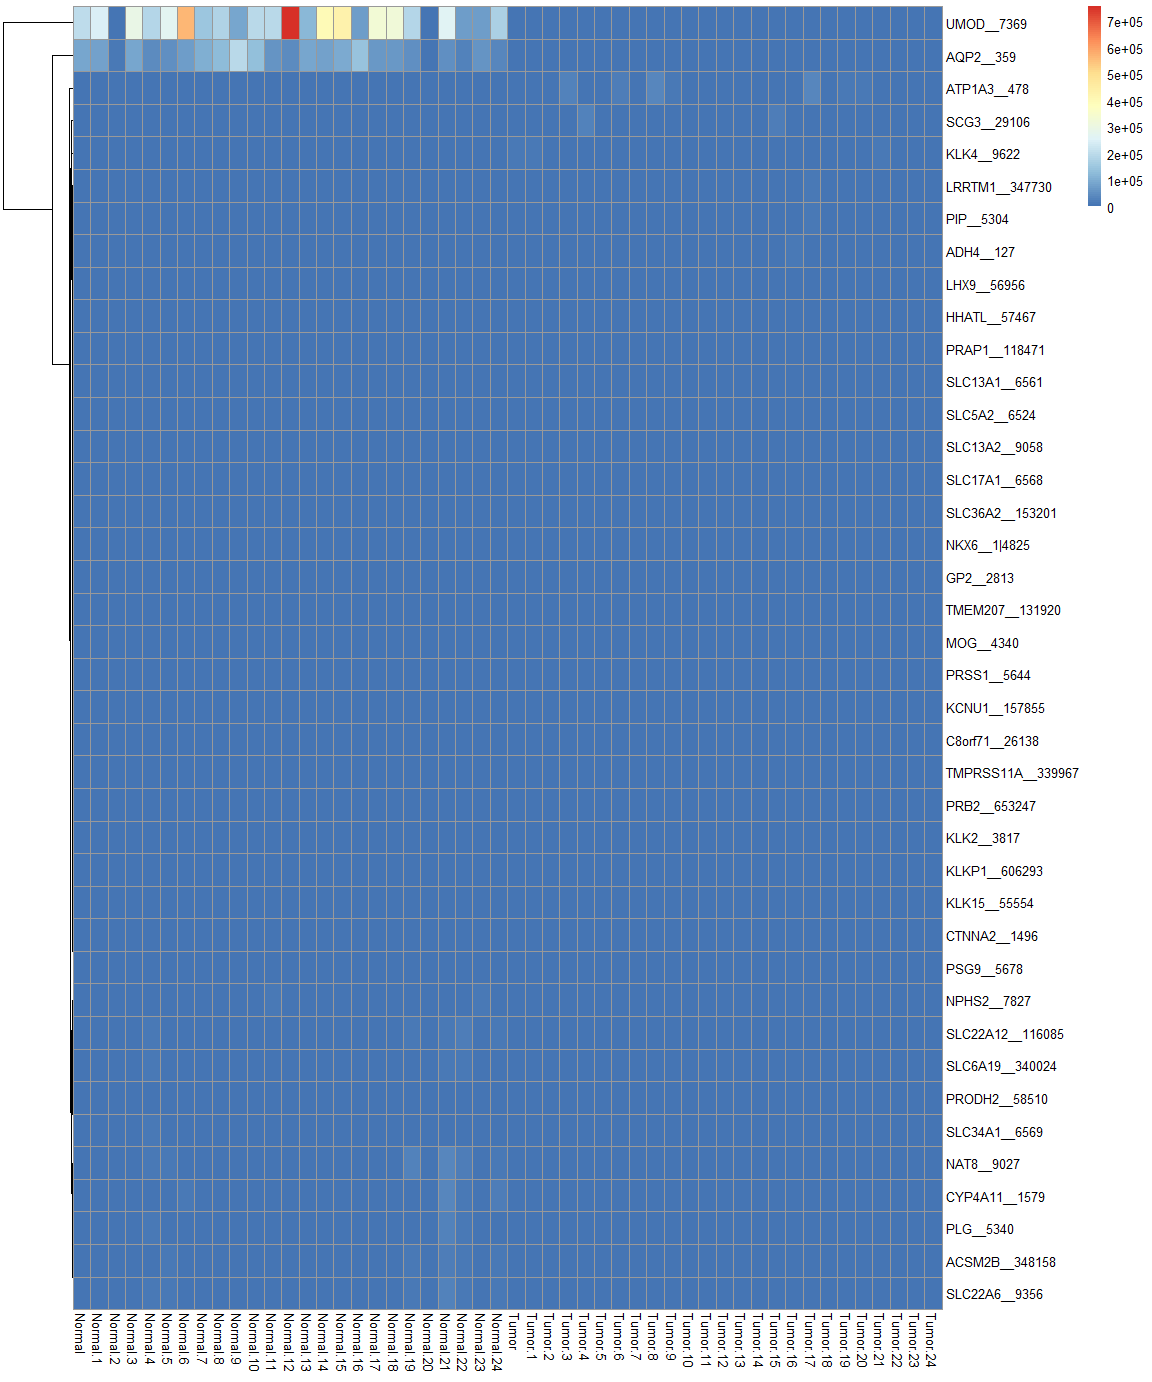 UMOD__7369
AQP2__359
ATP1A3__478
SCG3__29106
KLK4__9622
LRRTM1__347730
PIP__5304
ADH4__127
LHX9__56956
HHATL__57467
PRAP1__118471
SLC13A1__6561
SLC5A2__6524
SLC13A2__9058
SLC17A1__6568
SLC36A2__153201
NKX6__1|4825
GP2__2813
TMEM207__131920
MOG__4340
PRSS1__5644
KCNU1__157855
C8orf71__26138
TMPRSS11A__339967
PRB2__653247
KLK2__3817
KLKP1__606293
KLK15__55554
CTNNA2__1496
PSG9__5678
NPHS2__7827
SLC22A12__116085
SLC6A19__340024
PRODH2__58510
SLC34A1__6569
NAT8__9027
CYP4A11__1579
PLG__5340
ACSM2B__348158
SLC22A6__9356
7e+05
6e+05
5e+05
4e+05
3e+05
2e+05
1e+05
0
Normal
Normal.1
Normal.2
Normal.3
Normal.4
Normal.5
Normal.6
Normal.7
Normal.8
Normal.9
Normal.10
Normal.11
Normal.12
Normal.13
Normal.14
Normal.15
Normal.16
Normal.17
Normal.18
Normal.19
Normal.20
Normal.21
Normal.22
Normal.23
Normal.24
Tumor
Tumor.1
Tumor.2
Tumor.3
Tumor.4
Tumor.5
Tumor.6
Tumor.7
Tumor.8
Tumor.9
Tumor.10
Tumor.11
Tumor.12
Tumor.13
Tumor.14
Tumor.15
Tumor.16
Tumor.17
Tumor.18
Tumor.19
Tumor.20
Tumor.21
Tumor.22
Tumor.23
Tumor.24